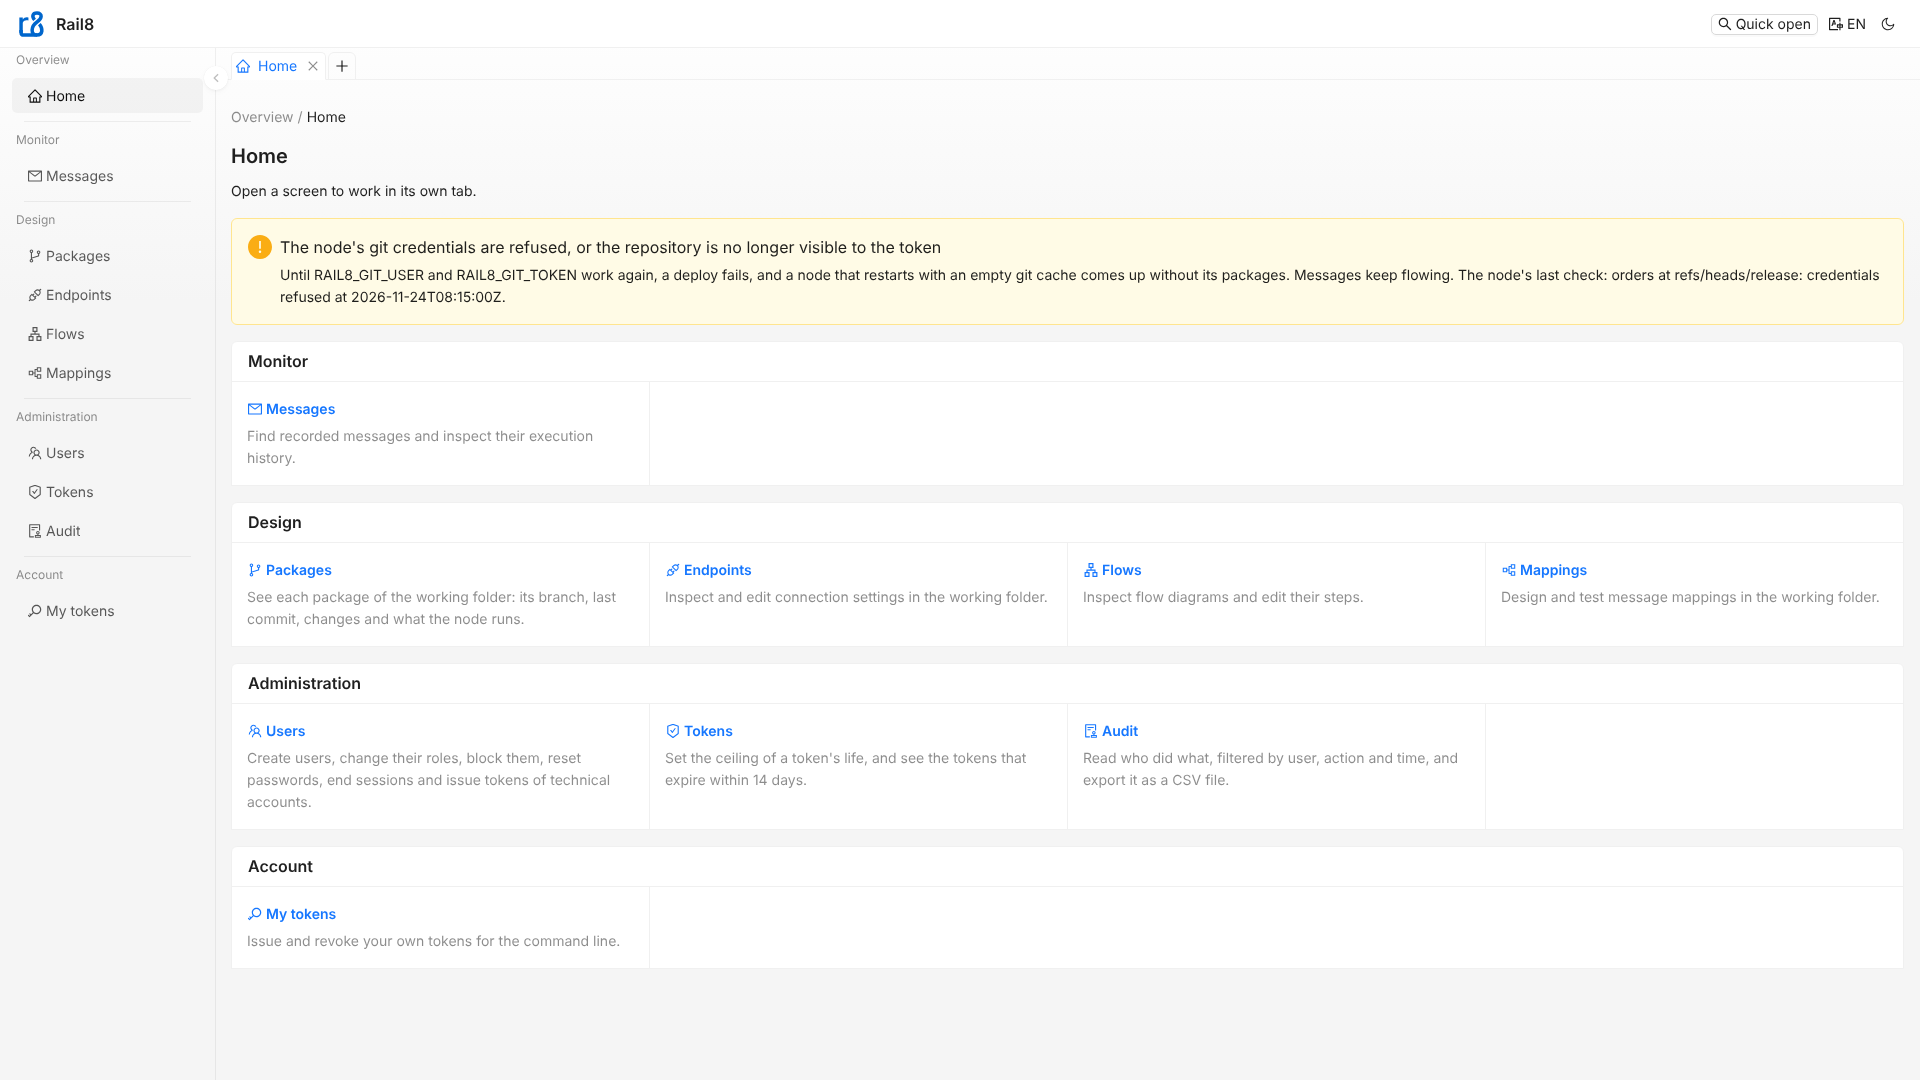 Rail8
Quick open
EN
Overview
Home
Monitor
Messages
Design
Packages
Endpoints
Flows
Mappings
Administration
Users
Tokens
Audit
Account
My tokens
Home
Overview / Home
Home
Open a screen to work in its own tab.
The node's git credentials are refused, or the repository is no longer visible to the token
Until RAIL8_GIT_USER and RAIL8_GIT_TOKEN work again, a deploy fails, and a node that restarts with an empty git cache comes up without its packages. Messages keep flowing. The node's last check: orders at refs/heads/release: credentials
refused at 2026-11-24T08:15:00Z.
Monitor
Messages
Find recorded messages and inspect their execution
history.
Design
Packages
See each package of the working folder: its branch, last
commit, changes and what the node runs.
Endpoints
Inspect and edit connection settings in the working folder.
Flows
Inspect flow diagrams and edit their steps.
Mappings
Design and test message mappings in the working folder.
Administration
Users
Create users, change their roles, block them, reset
passwords, end sessions and issue tokens of technical
accounts.
Tokens
Set the ceiling of a token's life, and see the tokens that
expire within 14 days.
Audit
Read who did what, filtered by user, action and time, and
export it as a CSV file.
Account
My tokens
Issue and revoke your own tokens for the command line.